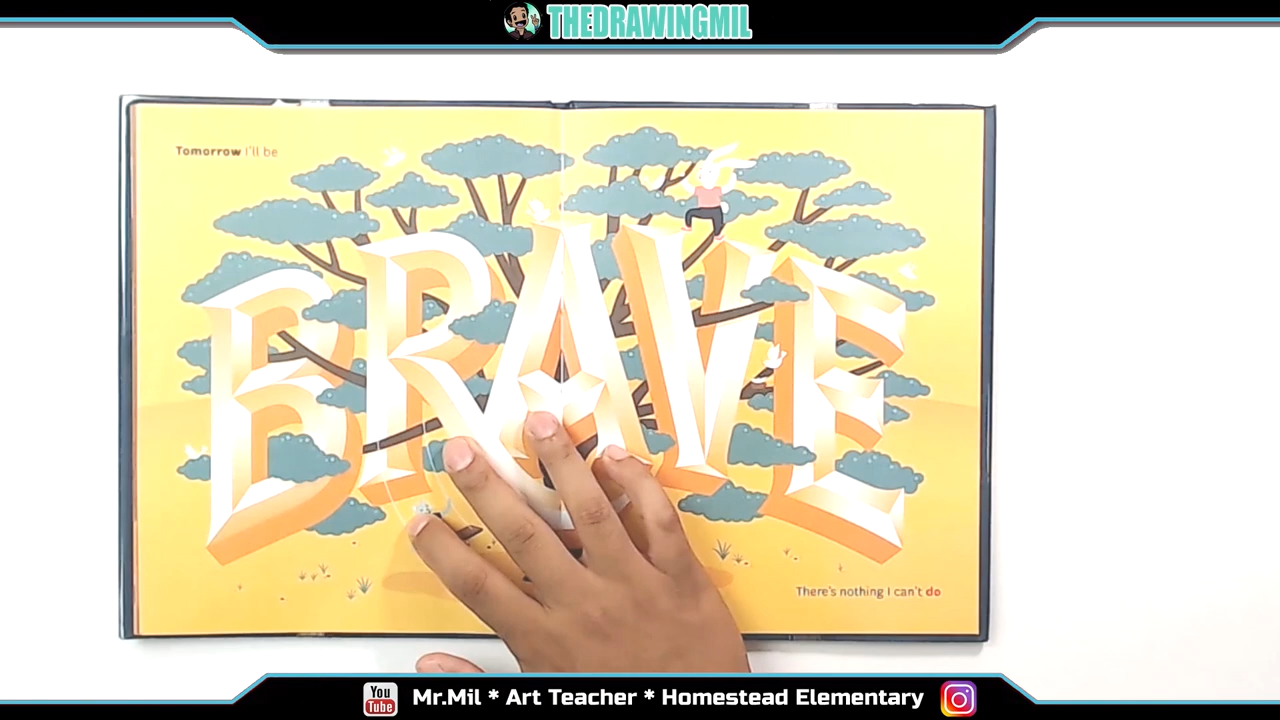 THEDRAWINGMIL
Tomorrow I'll be
BRAVE
There's nothing I can't do
You
Tube
Mr.Mil * Art Teacher * Homestead Elementary